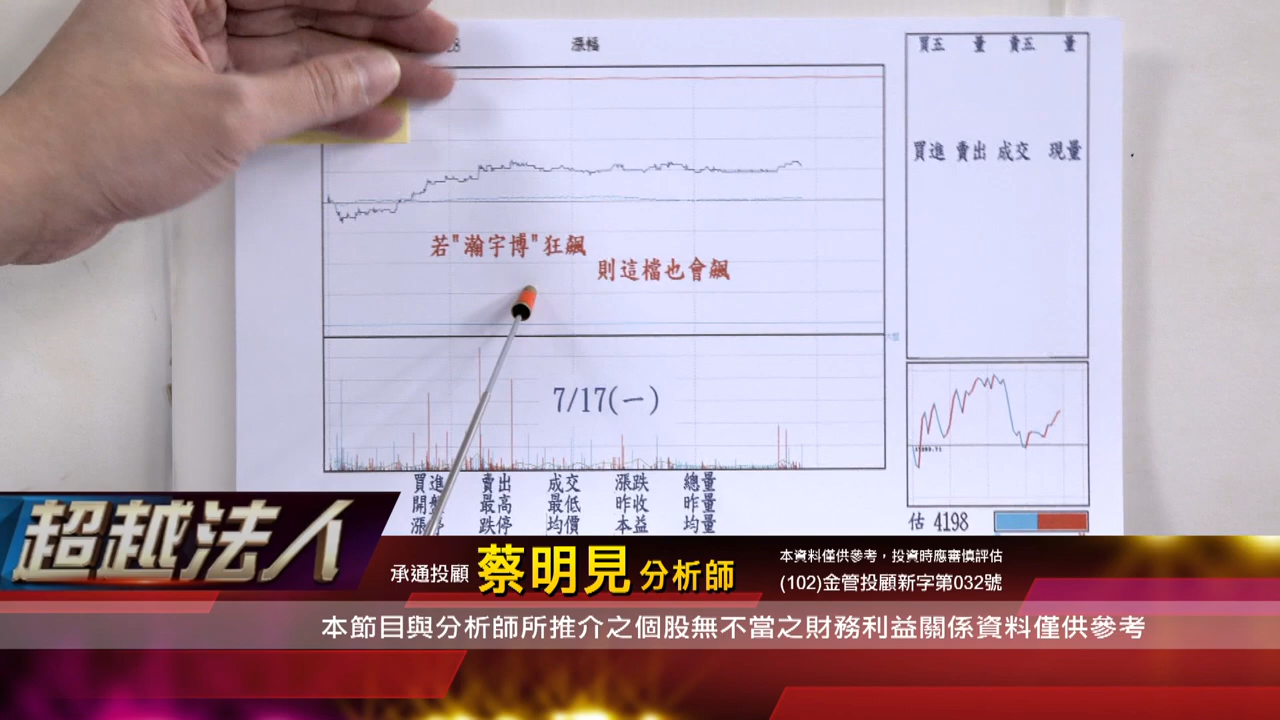 漲幅
買五 量 賣五 量
買進 賣出 成交 現量
若"瀚宇博"狂飆
則這檔也會飆
7/17(一)
買進 賣出 成交 漲跌 總量
開盤 最高 最低 昨收 昨量
漲停 跌停 均價 本益 均量
估 4198
超越法人
承通投顧 蔡明見 分析師
本資料僅供參考,投資時應審慎評估
(102)金管投顧新字第032號
本節目與分析師所推介之個股無不當之財務利益關係資料僅供參考